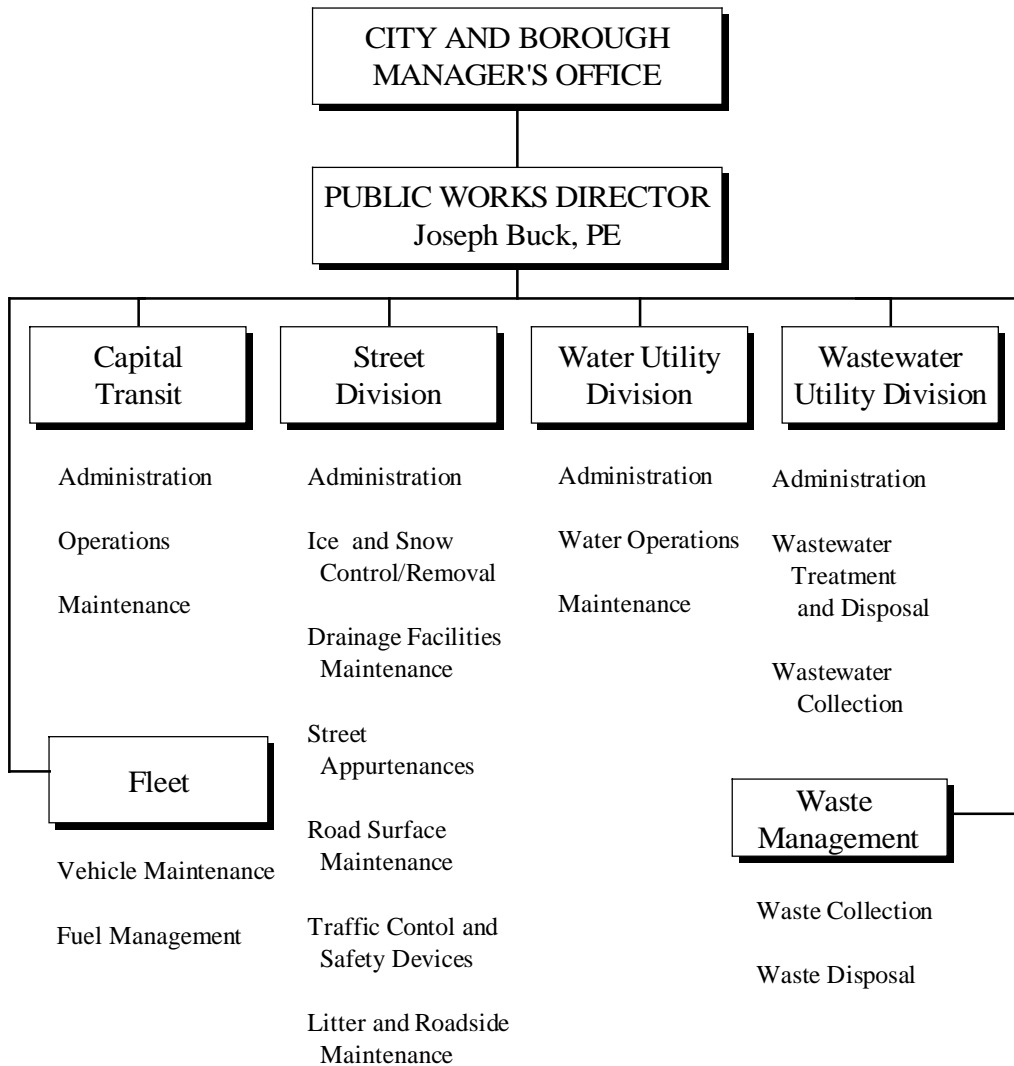 CITY AND BOROUGH
MANAGER'S OFFICE
PUBLIC WORKS DIRECTOR
Joseph Buck, PE
Capital
Transit
Administration
Operations
Maintenance
Street
Division
Administration
Ice and Snow
Control/Removal
Drainage Facilities
Maintenance
Street
Appurtenances
Road Surface
Maintenance
Traffic Contol and
Safety Devices
Litter and Roadside
Maintenance
Water Utility
Division
Administration
Water Operations
Maintenance
Wastewater
Utility Division
Administration
Wastewater
Treatment
and Disposal
Wastewater
Collection
Fleet
Vehicle Maintenance
Fuel Management
Waste
Management
Waste Collection
Waste Disposal